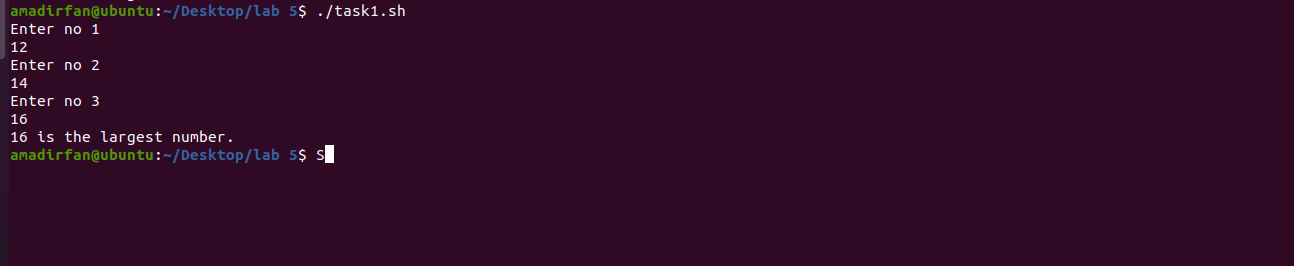 amadirfan@ubuntu:~/Desktop/lab 5$ ./task1.sh
Enter no 1
12
Enter no 2
14
Enter no 3
16
16 is the largest number.
amadirfan@ubuntu:~/Desktop/lab 5$ S